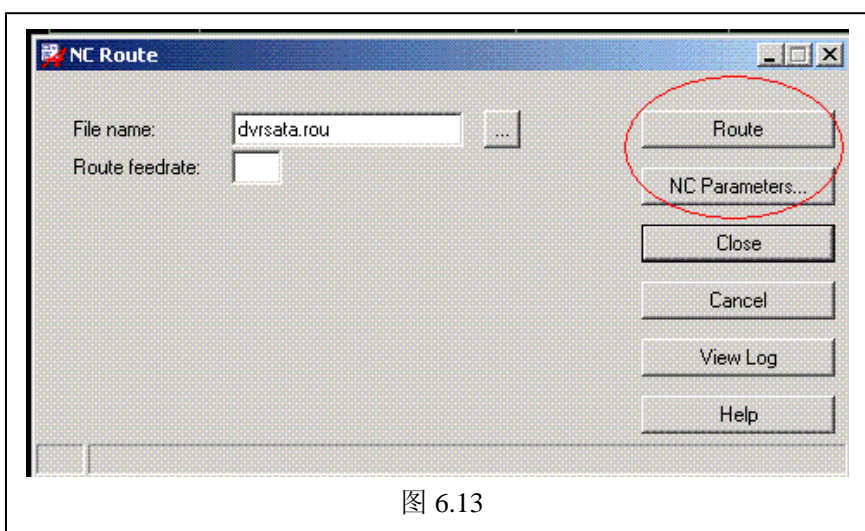 NC Route
File name:
dvrsata.rou
...
Route
Route feedrate:
NC Parameters...
Close
Cancel
View Log
Help
图 6.13